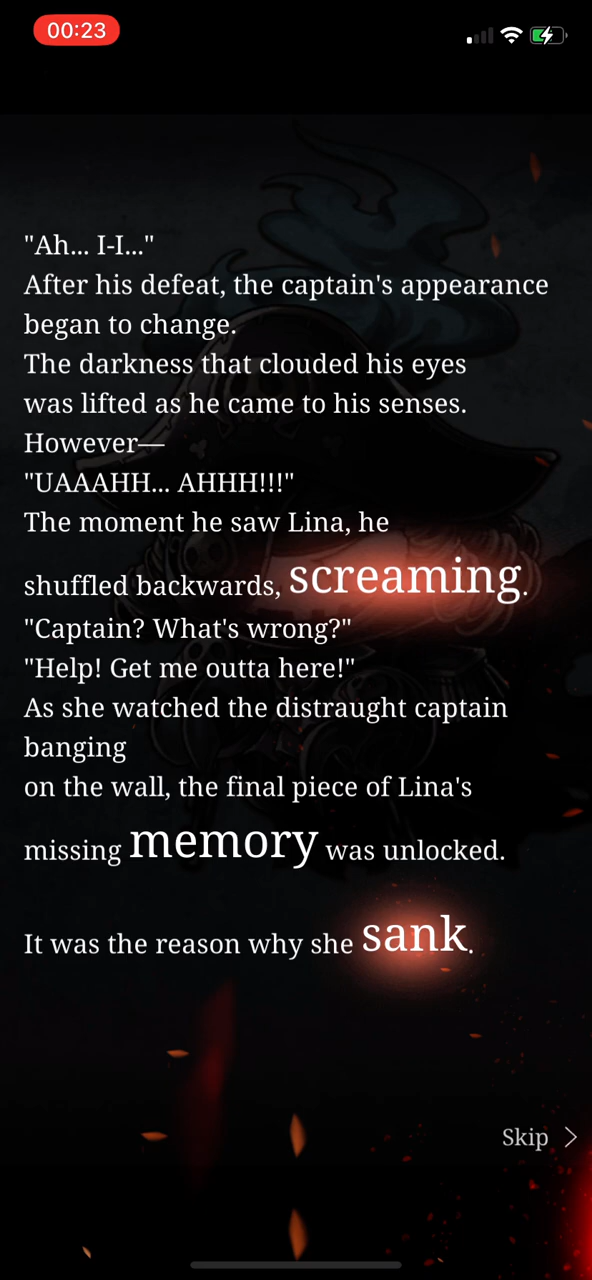 00:23
"Ah... I-I..."
After his defeat, the captain's appearance
began to change.
The darkness that clouded his eyes
was lifted as he came to his senses.
However—
"UAAAHH... AHHH!!!"
The moment he saw Lina, he
shuffled backwards, screaming.
"Captain? What's wrong?"
"Help! Get me outta here!"
As she watched the distraught captain
banging
on the wall, the final piece of Lina's
missing memory was unlocked.
It was the reason why she sank.
Skip